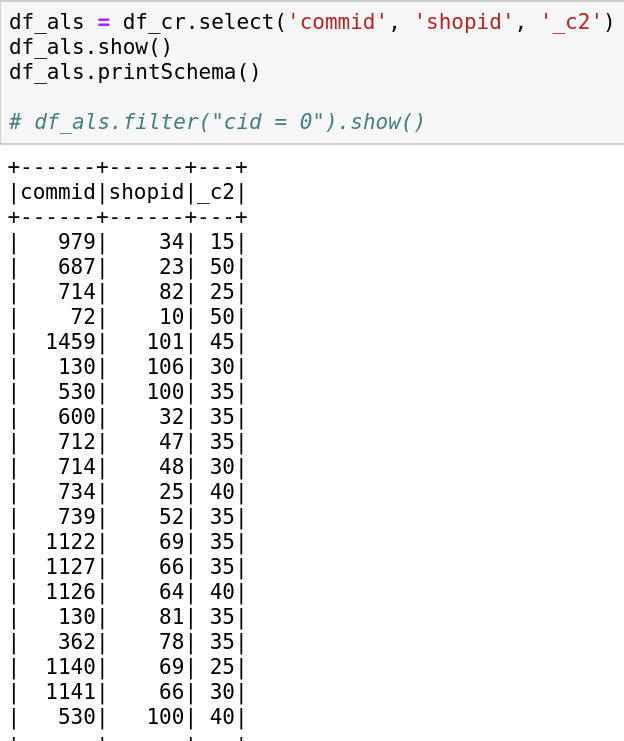 df_als = df_cr.select('commid', 'shopid', '_c2')
df_als.show()
df_als.printSchema()
# df_als.filter("cid = 0").show()
+------+------+---+
|commid|shopid|_c2|
+------+------+---+
|   979|    34| 15|
|   687|    23| 50|
|   714|    82| 25|
|    72|    10| 50|
|  1459|   101| 45|
|   130|   106| 30|
|   530|   100| 35|
|   600|    32| 35|
|   712|    47| 35|
|   714|    48| 30|
|   734|    25| 40|
|   739|    52| 35|
|  1122|    69| 35|
|  1127|    66| 35|
|  1126|    64| 40|
|   130|    81| 35|
|   362|    78| 35|
|  1140|    69| 25|
|  1141|    66| 30|
|   530|   100| 40|